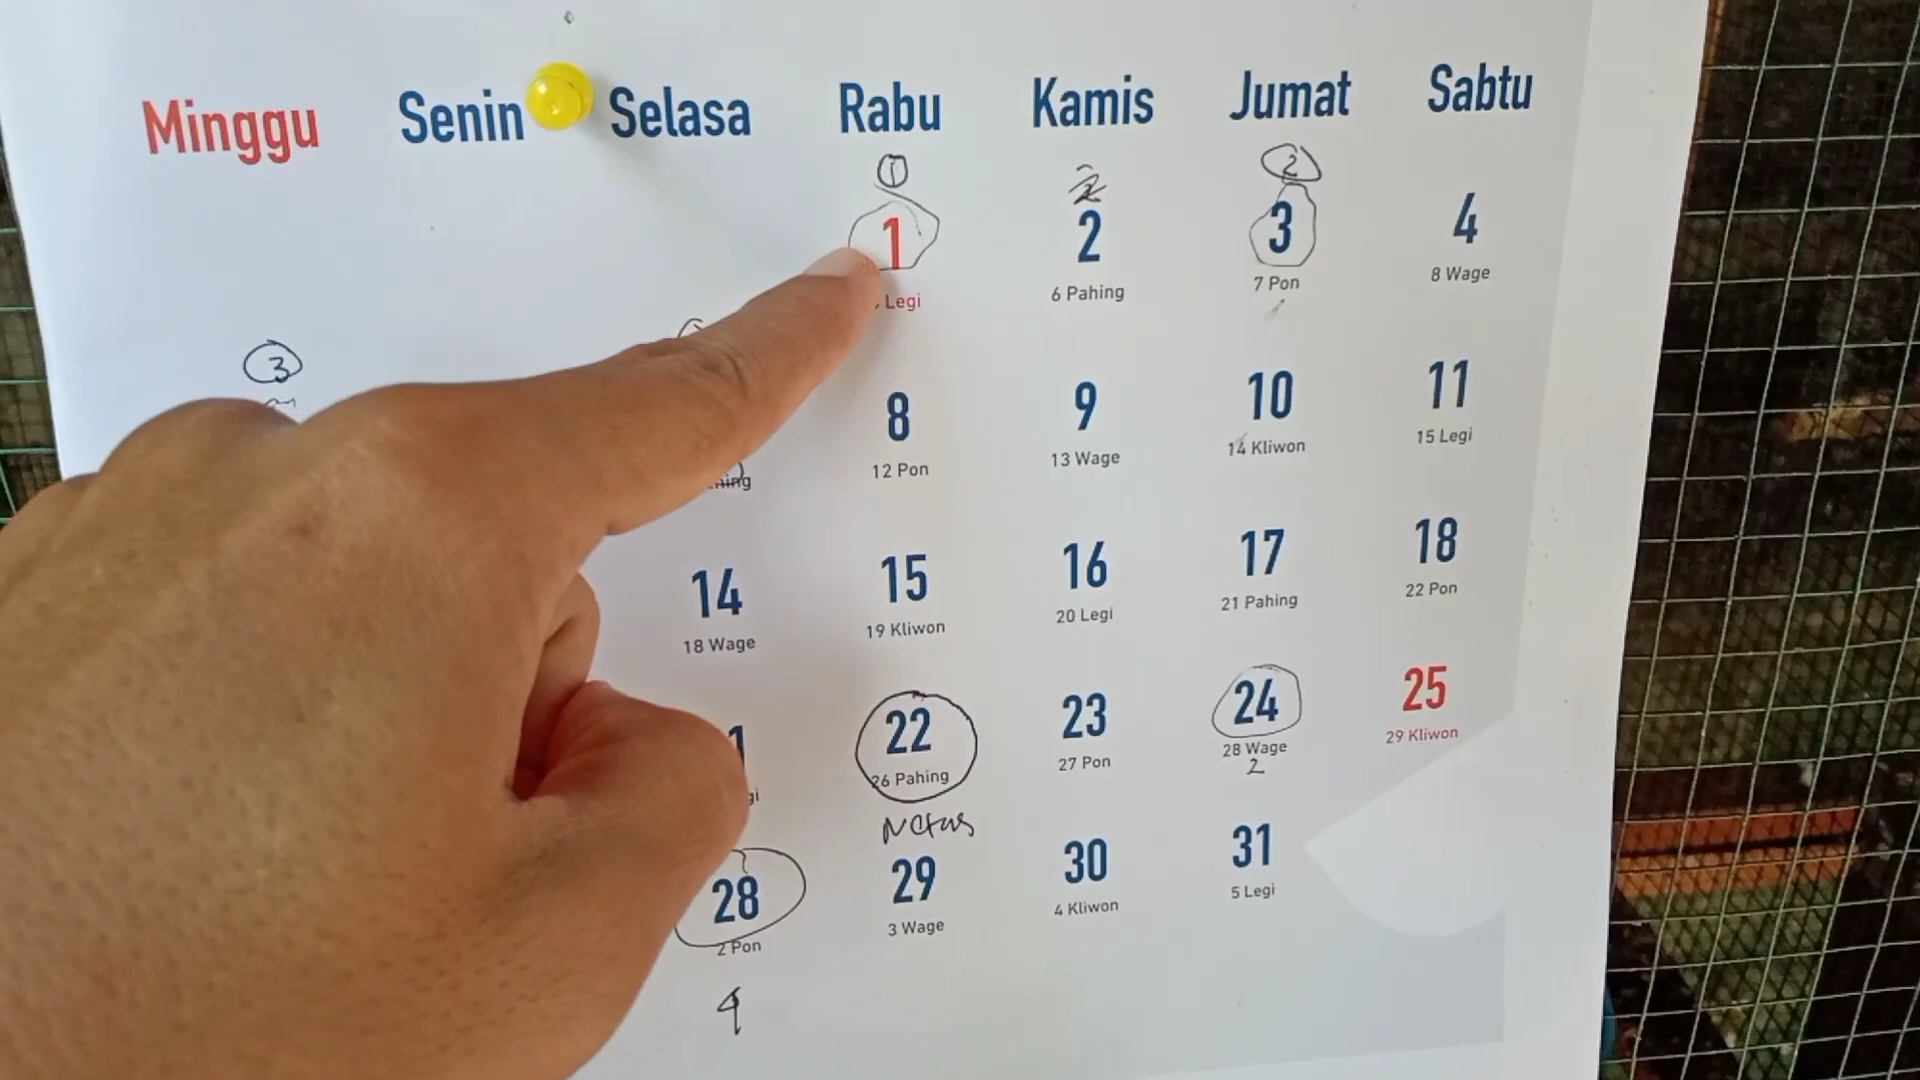 Minggu Senin Selasa Rabu Kamis Jumat Sabtu
1 2
2
1 2 3 4
Legi 6 Pahing 7 Pon 8 Wage
3
8 9 10 11
12 Pon 13 Wage 14 Kliwon 15 Legi
14 15 16 17 18
18 Wage 19 Kliwon 20 Legi 21 Pahing 22 Pon
22 23 24 25
26 Pahing 27 Pon 28 Wage 29 Kliwon
2
28 29 30 31
2 Pon 3 Wage 4 Kliwon 5 Legi
4